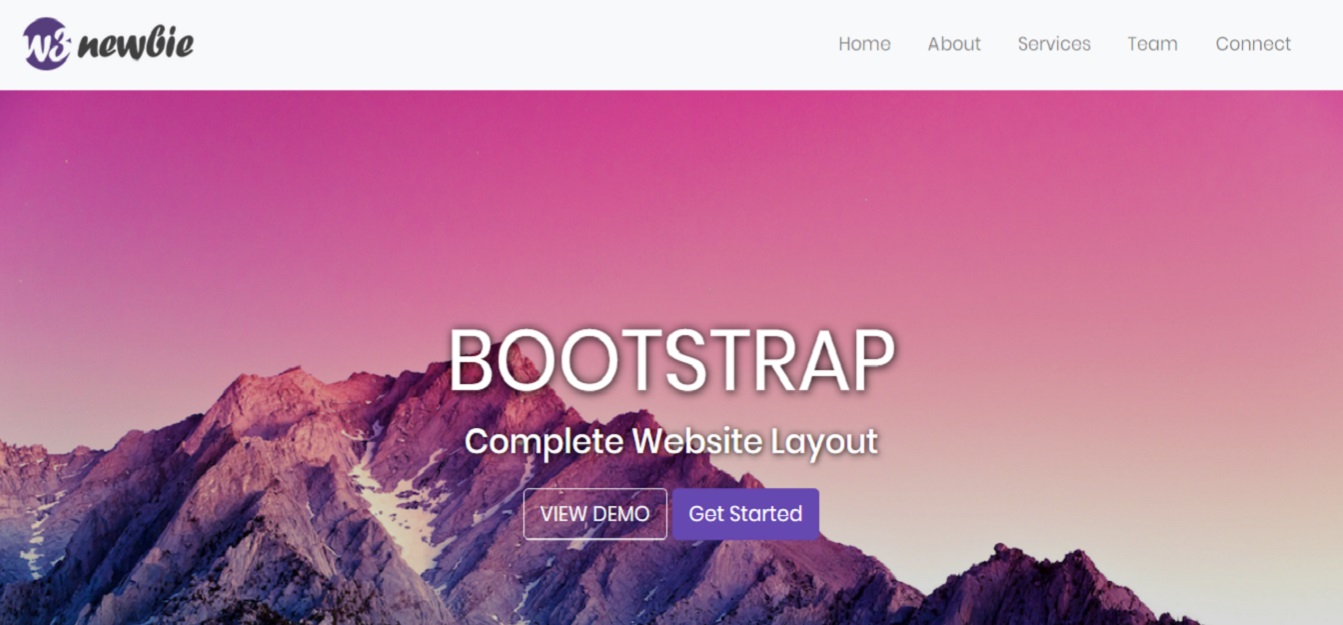 w3 newbie
Home About Services Team Connect
BOOTSTRAP
Complete Website Layout
VIEW DEMO Get Started